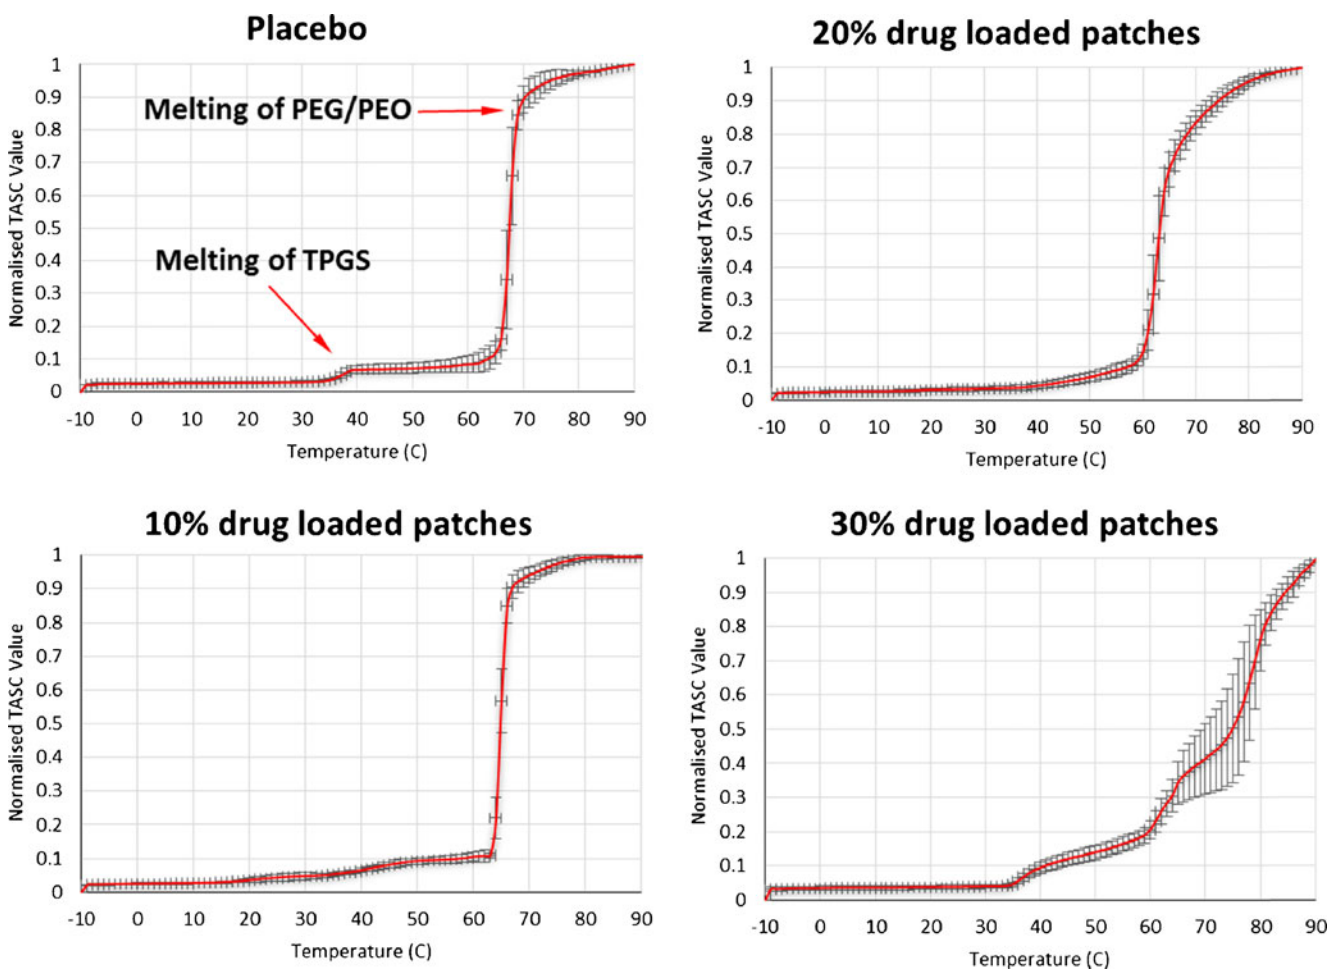 Placebo
1
0.9
0.8
0.7
0.6
0.5
0.4
0.3
0.2
0.1
0
Normalised TASC Value
Melting of PEG/PEO
Melting of TPGS
-10 0 10 20 30 40 50 60 70 80 90
Temperature (C)
20% drug loaded patches
1
0.9
0.8
0.7
0.6
0.5
0.4
0.3
0.2
0.1
0
Normalised TASC Value
-10 0 10 20 30 40 50 60 70 80 90
Temperature (C)
10% drug loaded patches
1
0.9
0.8
0.7
0.6
0.5
0.4
0.3
0.2
0.1
0
Normalised TASC Value
-10 0 10 20 30 40 50 60 70 80 90
Temperature (C)
30% drug loaded patches
1
0.9
0.8
0.7
0.6
0.5
0.4
0.3
0.2
0.1
0
Normalised TASC Value
-10 0 10 20 30 40 50 60 70 80 90
Temperature (C)